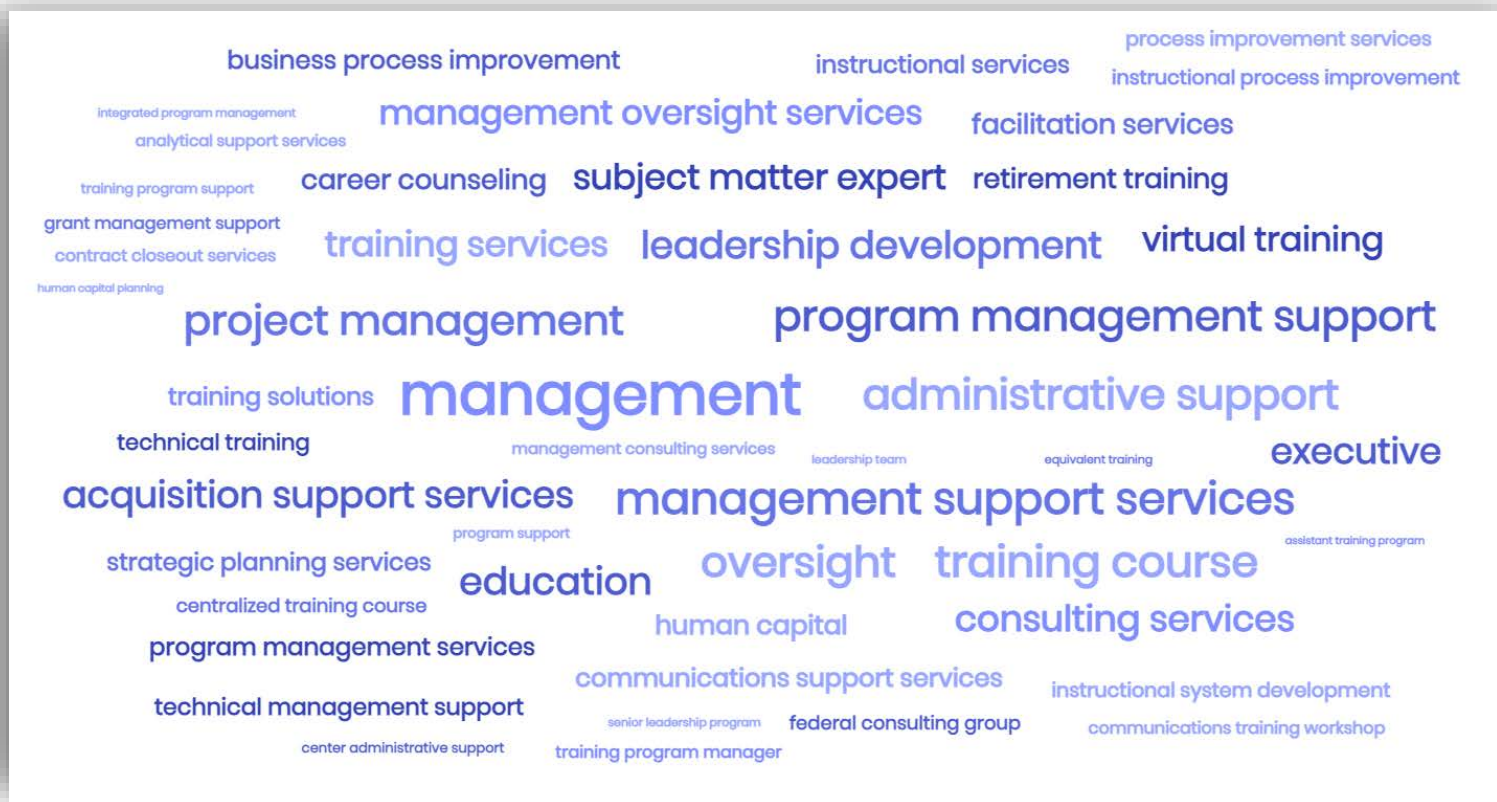 process improvement services
business process improvement
instructional services
instructional process improvement
integrated program management
management oversight services
facilitation services
analytical support services
career counseling
subject matter expert
retirement training
training program support
grant management support
training services
leadership development
virtual training
contract closeout services
human capital planning
project management
program management support
training solutions
management
administrative support
technical training
management consulting services
leadership team
equivalent training
executive
acquisition support services
management support services
program support
assistant training program
strategic planning services
education
oversight
training course
centralized training course
human capital
consulting services
program management services
communications support services
instructional system development
technical management support
senior leadership program
federal consulting group
communications training workshop
center administrative support
training program manager